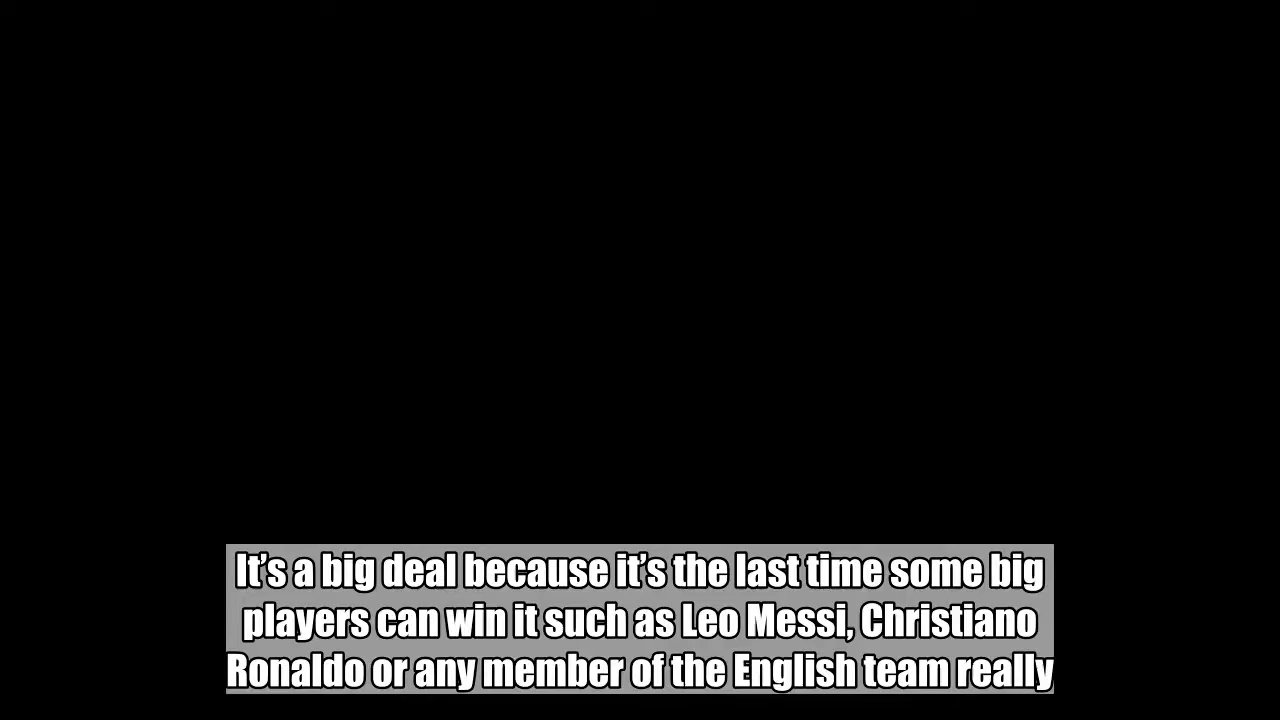 It’s a big deal because it’s the last time some big
players can win it such as Leo Messi, Christiano
Ronaldo or any member of the English team really